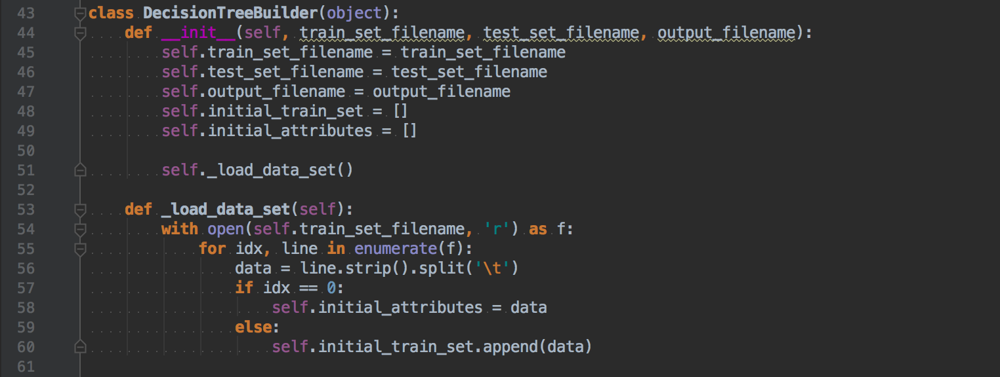 43 class DecisionTreeBuilder(object):
44     def __init__(self, train_set_filename, test_set_filename, output_filename):
45         self.train_set_filename = train_set_filename
46         self.test_set_filename = test_set_filename
47         self.output_filename = output_filename
48         self.initial_train_set = []
49         self.initial_attributes = []
50
51         self._load_data_set()
52
53     def _load_data_set(self):
54         with open(self.train_set_filename, 'r') as f:
55             for idx, line in enumerate(f):
56                 data = line.strip().split('\t')
57                 if idx == 0:
58                     self.initial_attributes = data
59                 else:
60                     self.initial_train_set.append(data)
61